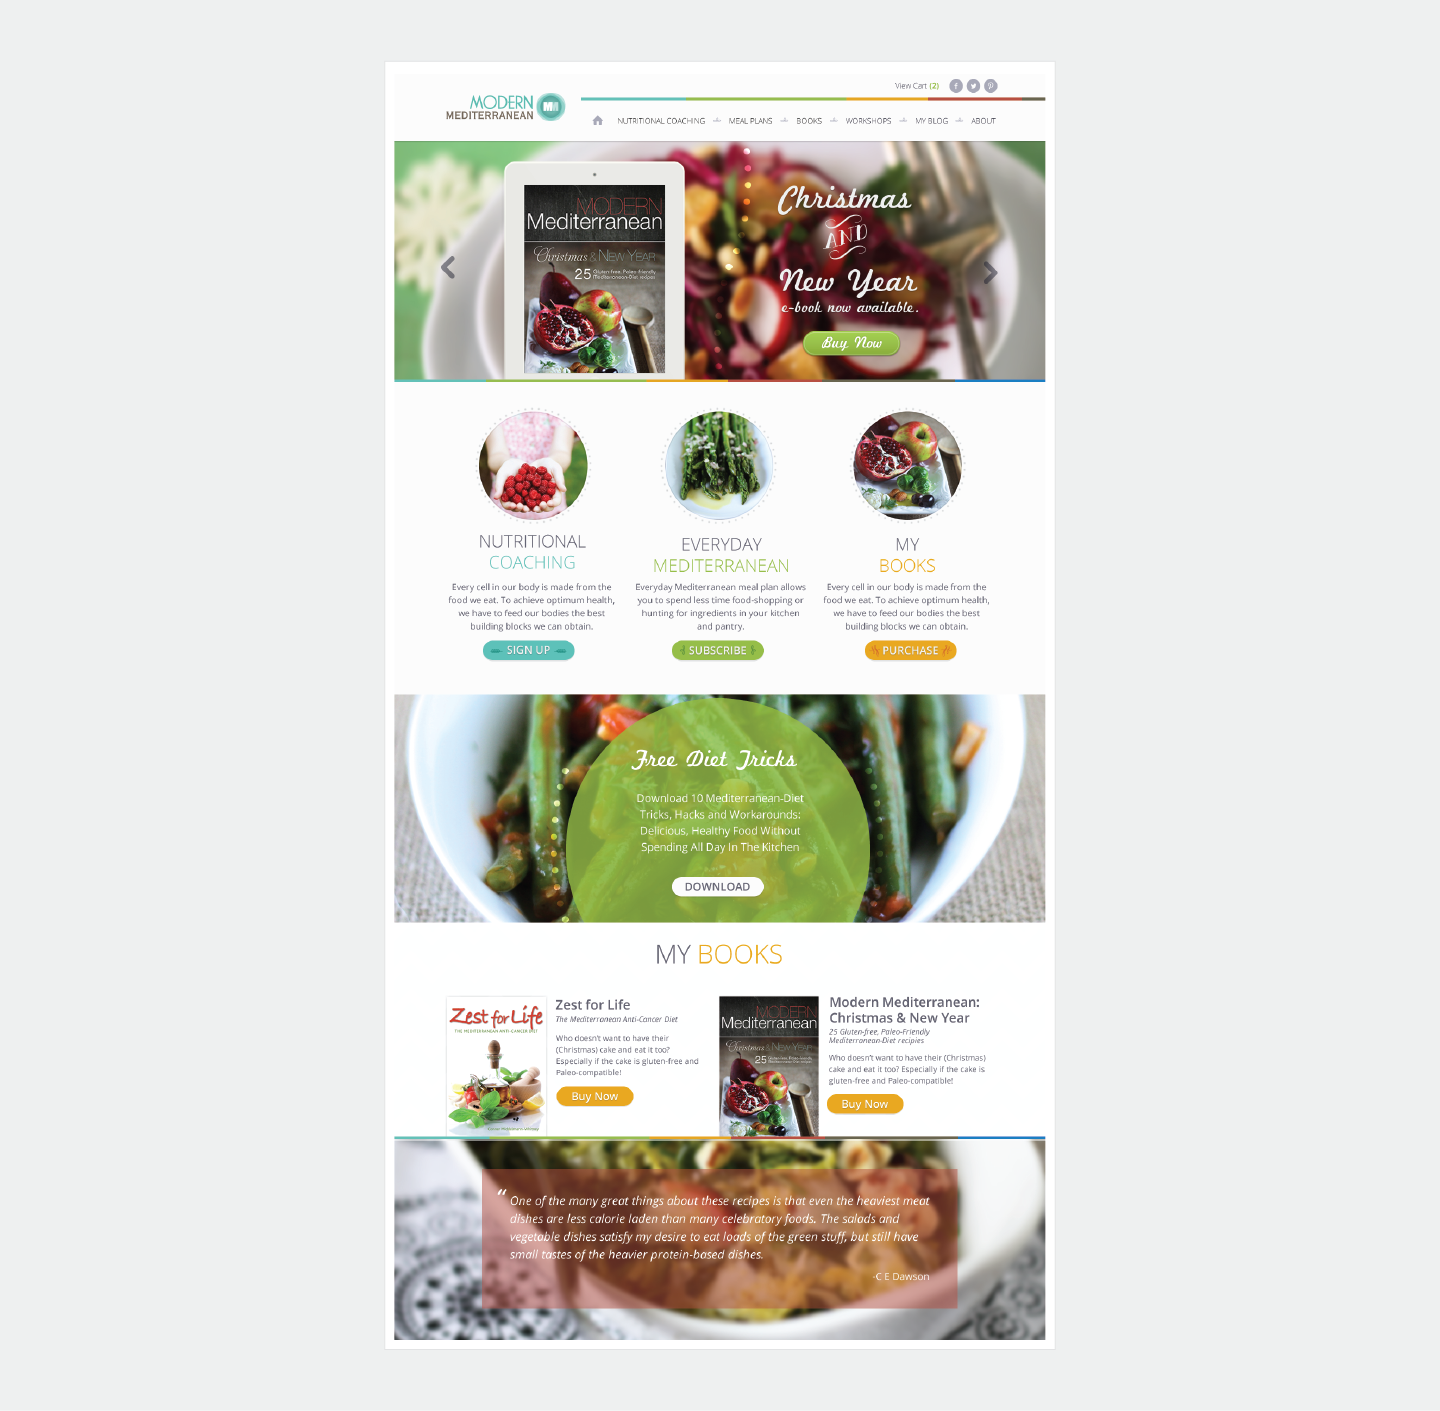 View Cart (2)
MODERN
MEDITERRANEAN
NUTRITIONAL COACHING
MEAL PLANS
BOOKS
WORKSHOPS
MY BLOG
ABOUT
MODERN
Mediterranean
Christmas & NEW YEAR
25 Gluten-free, Paleo-friendly
Mediterranean-Diet recipes
Christmas
AND
New Year
e-book now available.
Buy Now
NUTRITIONAL
COACHING
Every cell in our body is made from the
food we eat. To achieve optimum health,
we have to feed our bodies the best
building blocks we can obtain.
SIGN UP
EVERYDAY
MEDITERRANEAN
Everyday Mediterranean meal plan allows
you to spend less time food-shopping or
hunting for ingredients in your kitchen
and pantry.
SUBSCRIBE
MY
BOOKS
Every cell in our body is made from the
food we eat. To achieve optimum health,
we have to feed our bodies the best
building blocks we can obtain.
PURCHASE
Free Diet Tricks
Download 10 Mediterranean-Diet
Tricks, Hacks and Workarounds:
Delicious, Healthy Food Without
Spending All Day In The Kitchen
DOWNLOAD
MY BOOKS
Zest for Life
THE MEDITERRANEAN ANTI-CANCER DIET
Zest for Life
The Mediterranean Anti-Cancer Diet
Who doesn't want to have their
(Christmas) cake and eat it too?
Especially if the cake is gluten-free and
Paleo-compatible!
Buy Now
MODERN
Mediterranean
Christmas & NEW YEAR
25 Gluten-free, Paleo-friendly
Mediterranean-Diet recipes
Modern Mediterranean:
Christmas & New Year
25 Gluten-free, Paleo-Friendly
Mediterranean-Diet recipies
Who doesn't want to have their (Christmas)
cake and eat it too? Especially if the cake is
gluten-free and Paleo-compatible!
Buy Now
“ One of the many great things about these recipes is that even the heaviest meat
dishes are less calorie laden than many celebratory foods. The salads and
vegetable dishes satisfy my desire to eat loads of the green stuff, but still have
small tastes of the heavier protein-based dishes.
-C E Dawson